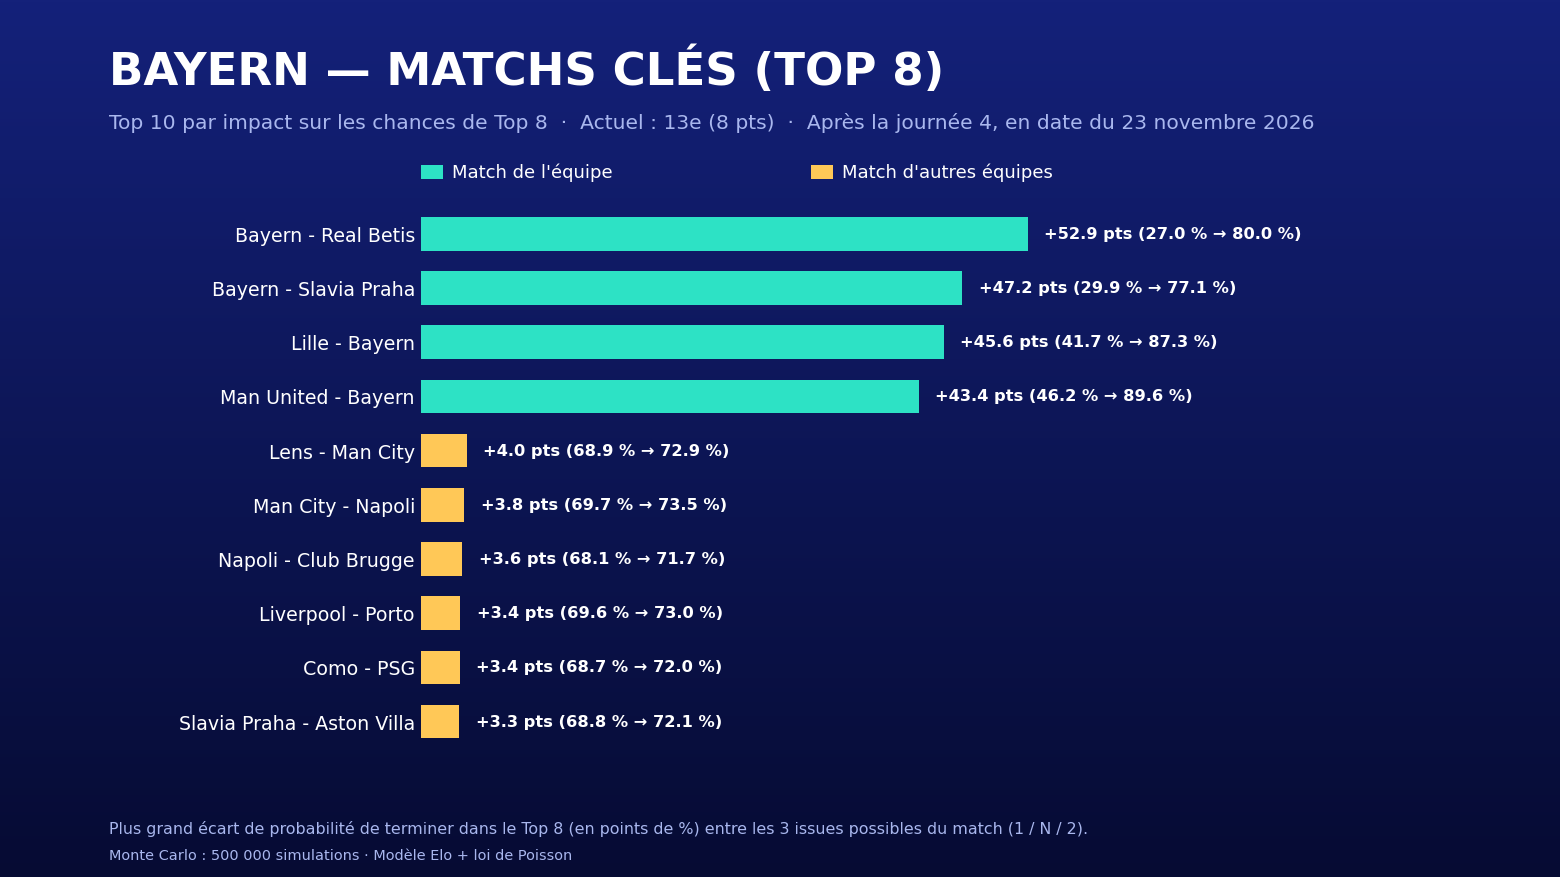 BAYERN — MATCHS CLÉS (TOP 8)
Top 10 par impact sur les chances de Top 8 · Actuel : 13e (8 pts) · Après la journée 4, en date du 23 novembre 2026
Match de l'équipe Match d'autres équipes
Bayern - Real Betis +52.9 pts (27.0 % → 80.0 %)
Bayern - Slavia Praha +47.2 pts (29.9 % → 77.1 %)
Lille - Bayern +45.6 pts (41.7 % → 87.3 %)
Man United - Bayern +43.4 pts (46.2 % → 89.6 %)
Lens - Man City +4.0 pts (68.9 % → 72.9 %)
Man City - Napoli +3.8 pts (69.7 % → 73.5 %)
Napoli - Club Brugge +3.6 pts (68.1 % → 71.7 %)
Liverpool - Porto +3.4 pts (69.6 % → 73.0 %)
Como - PSG +3.4 pts (68.7 % → 72.0 %)
Slavia Praha - Aston Villa +3.3 pts (68.8 % → 72.1 %)
Plus grand écart de probabilité de terminer dans le Top 8 (en points de %) entre les 3 issues possibles du match (1 / N / 2).
Monte Carlo : 500 000 simulations · Modèle Elo + loi de Poisson